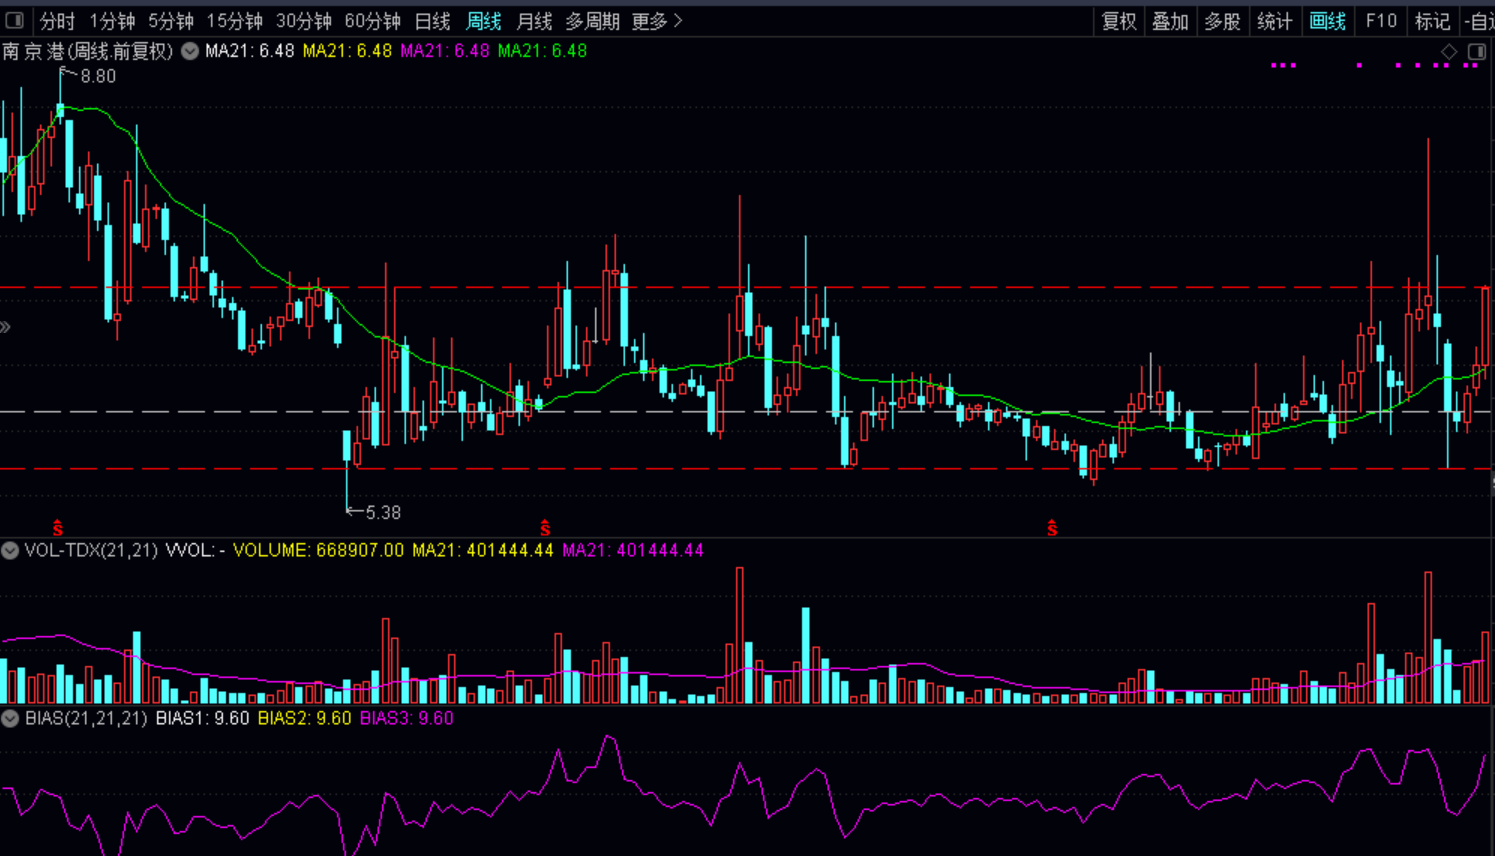 分时 1分钟 5分钟 15分钟 30分钟 60分钟 日线 周线 月线 多周期 更多 复权 叠加 多股 统计 画线 F10 标记 -自
南京港(周线.前复权) MA21: 6.48 MA21: 6.48 MA21: 6.48 MA21: 6.48
8.80
5.38
S S S
VOL-TDX(21,21) VVOL: - VOLUME: 668907.00 MA21: 401444.44 MA21: 401444.44
BIAS(21,21,21) BIAS1: 9.60 BIAS2: 9.60 BIAS3: 9.60